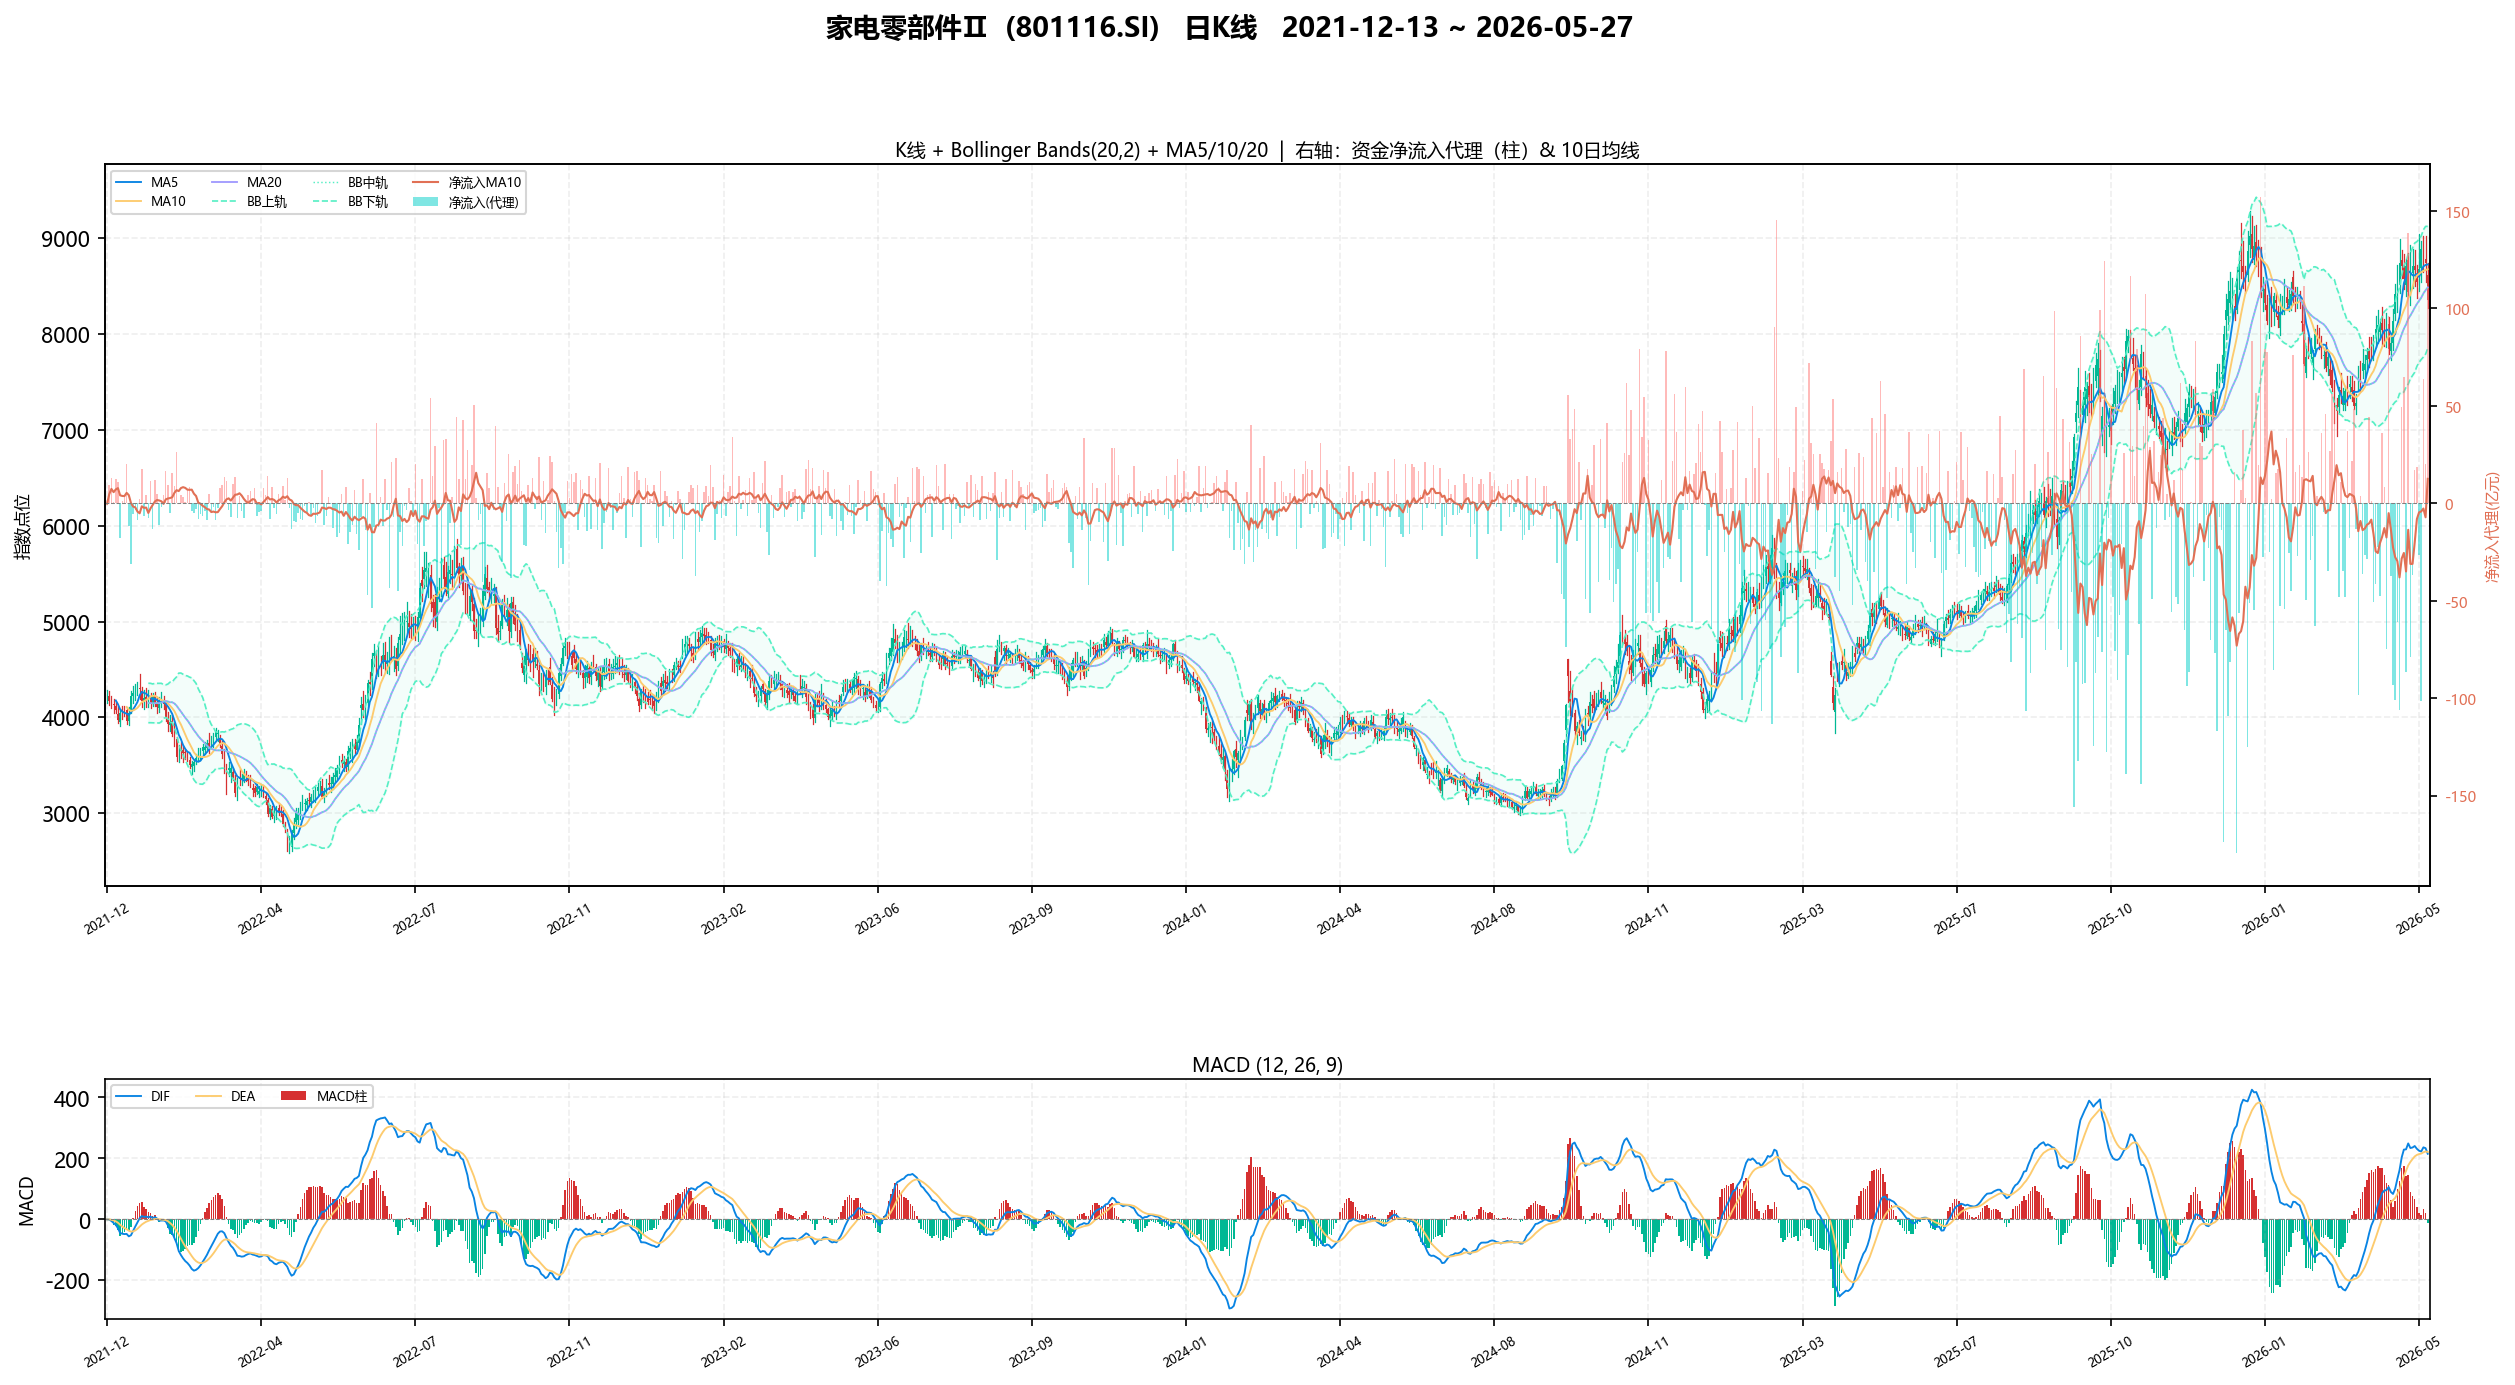 家电零部件Ⅱ (801116.SI) 日K线 2021-12-13 ~ 2026-05-27
K线 + Bollinger Bands(20,2) + MA5/10/20 | 右轴：资金净流入代理（柱）& 10日均线
MA5 MA20 BB中轨 净流入MA10
MA10 BB上轨 BB下轨 净流入(代理)
指数点位
9000
8000
7000
6000
5000
4000
3000
150
100
50
0
-50
-100
-150
净流入代理(亿元)
2021-12 2022-04 2022-07 2022-11 2023-02 2023-06 2023-09 2024-01 2024-04 2024-08 2024-11 2025-03 2025-07 2025-10 2026-01 2026-05
MACD (12, 26, 9)
DIF DEA MACD柱
MACD
400
200
0
-200
2021-12 2022-04 2022-07 2022-11 2023-02 2023-06 2023-09 2024-01 2024-04 2024-08 2024-11 2025-03 2025-07 2025-10 2026-01 2026-05